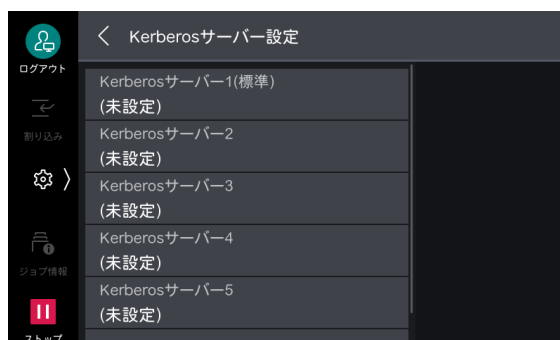 Kerberosサーバー設定
ログアウト
割り込み
ジョブ情報
ストップ
Kerberosサーバー1(標準)
(未設定)
Kerberosサーバー2
(未設定)
Kerberosサーバー3
(未設定)
Kerberosサーバー4
(未設定)
Kerberosサーバー5
(未設定)